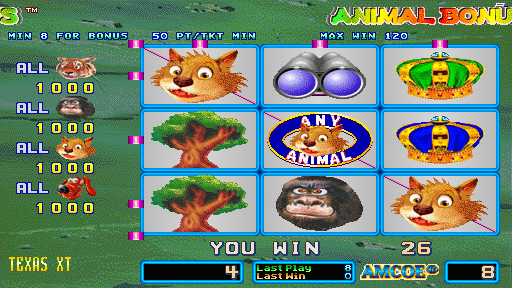 S™ ANIMAL BONU
MIN 8 FOR BONUS 50 PT/TKT MIN MAX WIN 120
ALL
1000
ALL
1000
ALL
1000
ALL
1000
ANY
ANIMAL
YOU WIN 26
TEXAS XT
4
Last Play 8
Last Win 0
AMCOE
8